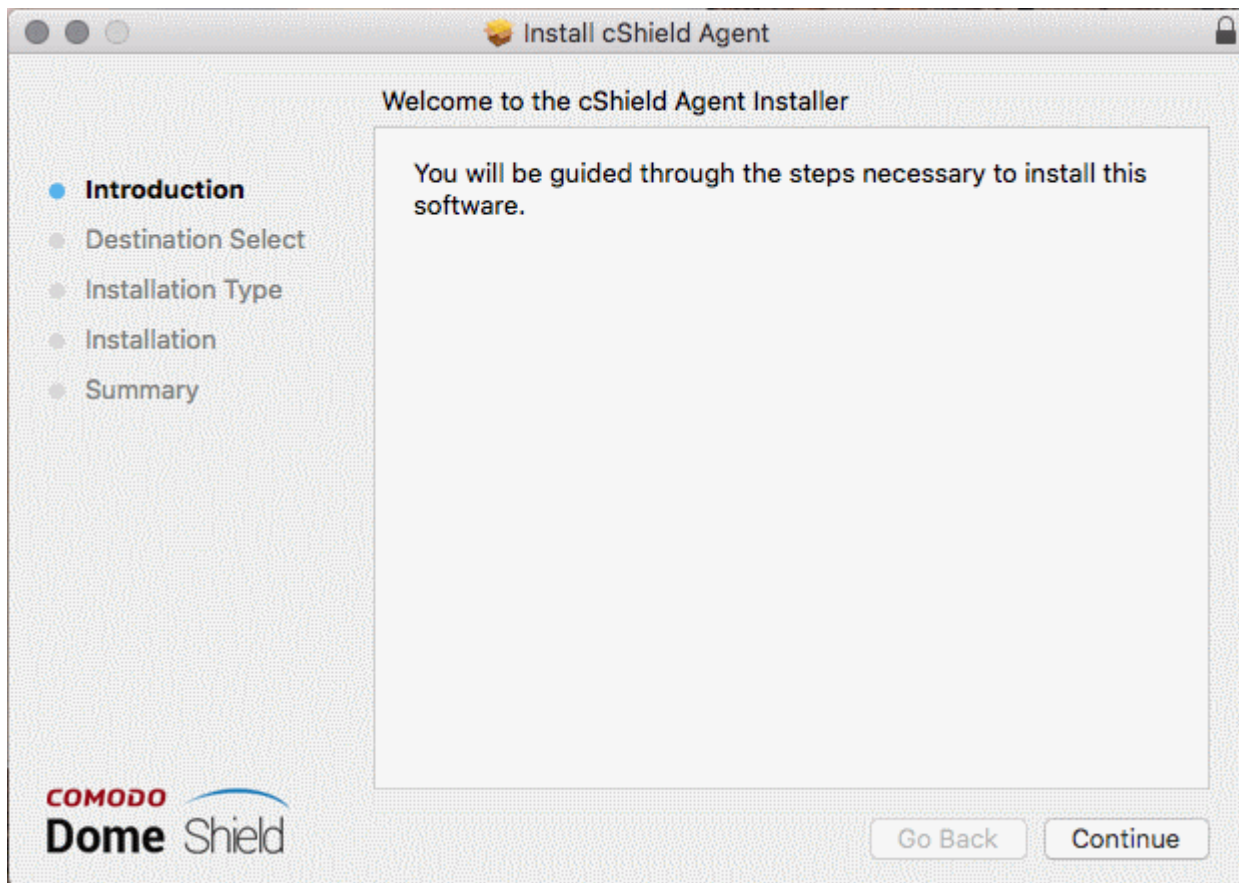 Install cShield Agent
Welcome to the cShield Agent Installer
You will be guided through the steps necessary to install this
software.
Introduction
Destination Select
Installation Type
Installation
Summary
COMODO
Dome Shield
Go Back
Continue